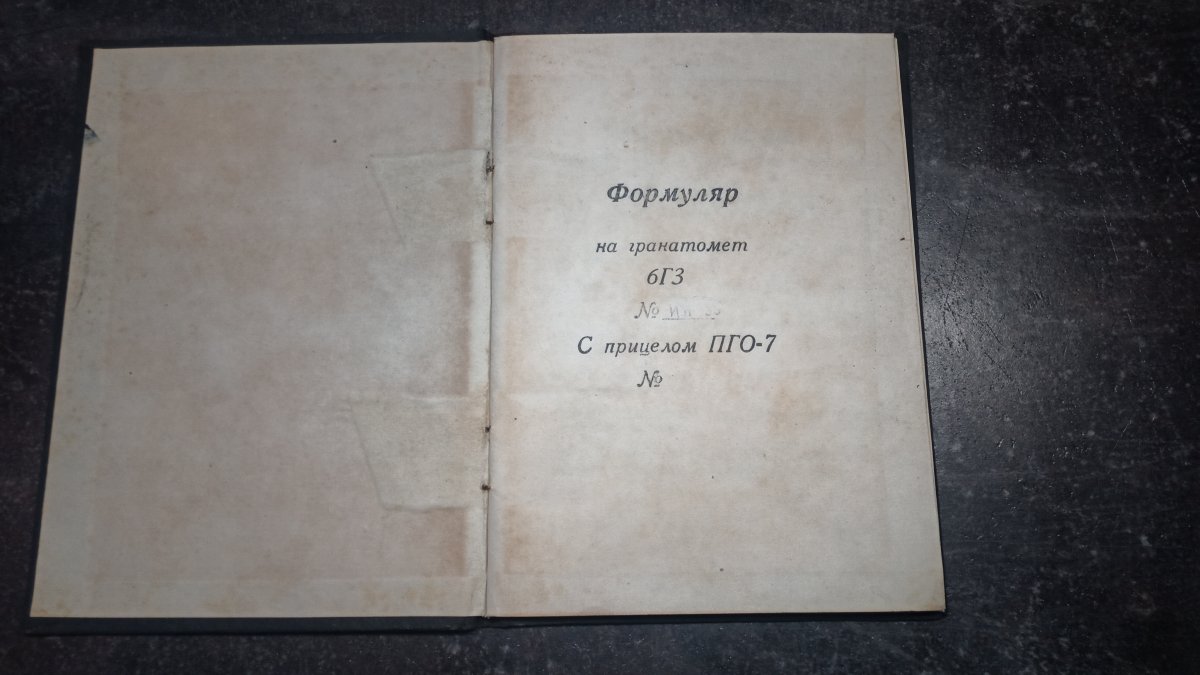 Формуляр
на гранатомет
6Г3
№
С прицелом ПГО-7
№